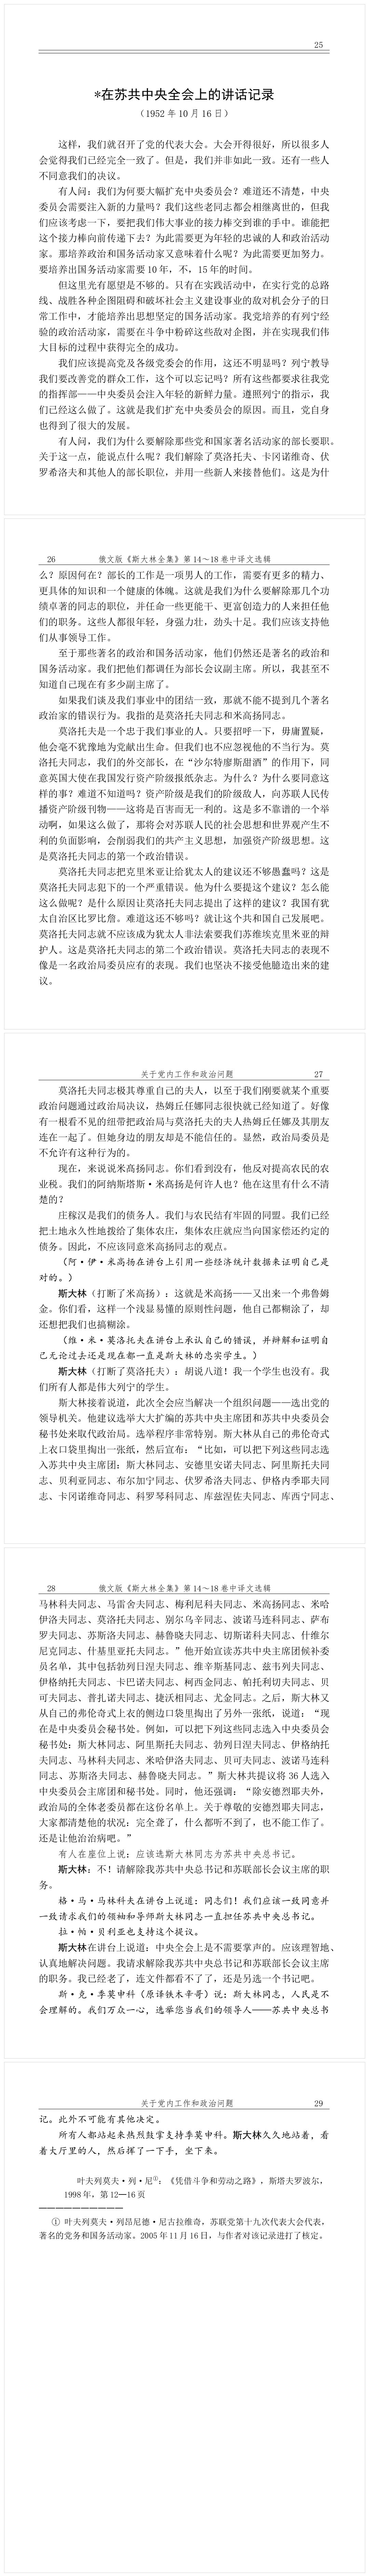 25
*在苏共中央全会上的讲话记录
（1952 年 10 月 16 日）
这样，我们就召开了党的代表大会。大会开得很好，所以很多人
会觉得我们已经完全一致了。但是，我们并非如此一致。还有一些人
不同意我们的决议。
有人问：我们为何要大幅扩充中央委员会？难道还不清楚，中央
委员会需要注入新的力量吗？我们这些老同志都会相继离世的，但我
们应该考虑一下，要把我们伟大事业的接力棒交到谁的手中。谁能把
这个接力棒向前传递下去？为此需要更为年轻的忠诚的人和政治活动
家。那培养政治和国务活动家又意味着什么呢？为此需要更加努力。
要培养出国务活动家需要 10 年，不，15 年的时间。
但这里光有愿望是不够的。只有在实践活动中，在实行党的总路
线、战胜各种企图阻碍和破坏社会主义建设事业的敌对机会分子的日
常工作中，才能培养出思想坚定的国务活动家。我党培养的有列宁经
验的政治活动家，需要在斗争中粉碎这些敌对企图，并在实现我们伟
大目标的过程中获得完全的成功。
我们应该提高党及各级党委会的作用，这还不明显吗？列宁教导
我们要改善党的群众工作，这个可以忘记吗？所有这些都要求往我党
的指挥部——中央委员会注入年轻的新鲜力量。遵照列宁的指示，我
们已经这么做了。这就是我们扩充中央委员会的原因。而且，党自身
也得到了很大的发展。
有人问，我们为什么要解除那些党和国家著名活动家的部长要职。
关于这一点，能说点什么呢？我们解除了莫洛托夫、卡冈诺维奇、伏
罗希洛夫和其他人的部长职位，并用一些新人来接替他们。这是为什
26 俄文版《斯大林全集》第 14～18 卷中译文选辑
么？原因何在？部长的工作是一项男人的工作，需要有更多的精力、
更具体的知识和一个健康的体魄。这就是我们为什么要解除那几个功
绩卓著的同志的职位，并任命一些更能干、更富创造力的人来担任他
们的职务。这些人都很年轻，身强力壮，劲头十足。我们应该支持他
们从事领导工作。
至于那些著名的政治和国务活动家，他们仍然还是著名的政治和
国务活动家。我们把他们都调任为部长会议副主席。所以，我甚至不
知道自己现在有多少副主席了。
如果我们谈及我们事业中的团结一致，那就不能不提到几个著名
政治家的错误行为。我指的是莫洛托夫同志和米高扬同志。
莫洛托夫是一个忠于我们事业的人。只要招呼一下，毋庸置疑，
他会毫不犹豫地为党献出生命。但我们也不应忽视他的不当行为。莫
洛托夫同志，我们的外交部长，在“沙尔特廖斯甜酒”的作用下，同
意英国大使在我国发行资产阶级报纸杂志。为什么？为什么要同意这
样的事？难道不知道吗？资产阶级是我们的阶级敌人，向苏联人民传
播资产阶级刊物——这将是百害而无一利的。这是多不靠谱的一个举
动啊，如果这么做了，那将会对苏联人民的社会思想和世界观产生不
利的负面影响，会削弱我们的共产主义思想，加强资产阶级思想。这
是莫洛托夫同志的第一个政治错误。
莫洛托夫同志把克里米亚让给犹太人的建议还不够愚蠢吗？这是
莫洛托夫同志犯下的一个严重错误。他为什么要提这个建议？怎么能
这么做呢？是什么原因让莫洛托夫同志提出了这样的建议？我国有犹
太自治区比罗比詹。难道这还不够吗？就让这个共和国自己发展吧。
莫洛托夫同志就不应该成为犹太人非法索要我们苏维埃克里米亚的辩
护人。这是莫洛托夫同志的第二个政治错误。莫洛托夫同志的表现不
像是一名政治局委员应有的表现。我们也坚决不接受他臆造出来的建
议。
关于党内工作和政治问题 27
莫洛托夫同志极其尊重自己的夫人，以至于我们刚要就某个重要
政治问题通过政治局决议，热姆丘任娜同志很快就已经知道了。好像
有一根看不见的纽带把政治局与莫洛托夫的夫人热姆丘任娜及其朋友
连在一起了。但她身边的朋友却是不能信任的。显然，政治局委员是
不允许有这种行为的。
现在，来说说米高扬同志。你们看到没有，他反对提高农民的农
业税。我们的阿纳斯塔斯·米高扬是何许人也？他在这里有什么不清
楚的？
庄稼汉是我们的债务人。我们与农民结有牢固的同盟。我们已经
把土地永久性地拨给了集体农庄，集体农庄就应当向国家偿还约定的
债务。因此，不应该同意米高扬同志的观点。
（阿·伊·米高扬在讲台上引用一些经济统计数据来证明自己是
对的。）
斯大林（打断了米高扬）：这就是米高扬——又出来一个弗鲁姆
金。你们看，这样一个浅显易懂的原则性问题，他自己都糊涂了，却
还想把我们也搞糊涂。
（维·米·莫洛托夫在讲台上承认自己的错误，并辩解和证明自
己无论过去还是现在都一直是斯大林的忠实学生。）
斯大林（打断了莫洛托夫）：胡说八道！我一个学生也没有。我
们所有人都是伟大列宁的学生。
斯大林接着说道，此次全会应当解决一个组织问题——选出党的
领导机关。他建议选举大大扩编的苏共中央主席团和苏共中央委员会
秘书处来取代政治局。选举程序非常特别。斯大林从自己的弗伦奇式
上衣口袋里掏出一张纸，然后宣布：“比如，可以把下列这些同志选
入苏共中央主席团：斯大林同志、安德里安诺夫同志、阿里斯托夫同
志、贝利亚同志、布尔加宁同志、伏罗希洛夫同志、伊格内季耶夫同
志、卡冈诺维奇同志、科罗琴科同志、库兹涅佐夫同志、库西宁同志、
28 俄文版《斯大林全集》第 14～18 卷中译文选辑
马林科夫同志、马雷舍夫同志、梅利尼科夫同志、米高扬同志、米哈
伊洛夫同志、莫洛托夫同志、别尔乌辛同志、波诺马连科同志、萨布
罗夫同志、苏斯洛夫同志、赫鲁晓夫同志、切斯诺科夫同志、什维尔
尼克同志、什基里亚托夫同志。”他开始宣读苏共中央主席团候补委
员名单，其中包括勃列日涅夫同志、维辛斯基同志、兹韦列夫同志、
伊格纳托夫同志、卡巴诺夫同志、柯西金同志、帕托利切夫同志、贝
可夫同志、普扎诺夫同志、捷沃相同志、尤金同志。之后，斯大林又
从自己的弗伦奇式上衣的侧边口袋里掏出了另外一张纸，说道：“现
在是中央委员会秘书处。例如，可以把下列这些同志选入中央委员会
秘书处：斯大林同志、阿里斯托夫同志、勃列日涅夫同志、伊格纳托
夫同志、马林科夫同志、米哈伊洛夫同志、贝可夫同志、波诺马连科
同志、苏斯洛夫同志、赫鲁晓夫同志。”斯大林共提议将 36 人选入
中央委员会主席团和秘书处。同时，他还强调：“除安德烈耶夫外，
政治局的全体老委员都在这份名单上。关于尊敬的安德烈耶夫同志，
大家都清楚他的状况：完全聋了，什么都听不到了，也不能工作了。
还是让他治治病吧。”
有人在座位上说：应该选斯大林同志为苏共中央总书记。
斯大林：不！请解除我苏共中央总书记和苏联部长会议主席的职
务。
格·马·马林科夫在讲台上说道：同志们！我们应该一致同意并
一致请求我们的领袖和导师斯大林同志一直担任苏共中央总书记。
拉·帕·贝利亚也支持这个提议。
斯大林在讲台上说道：中央全会上是不需要掌声的。应该理智地、
认真地解决问题。我请求解除我苏共中央总书记和苏联部长会议主席
的职务。我已经老了，连文件都看不了了，还是另选一个书记吧。
斯·克·李莫申科（原译铁木辛哥）说：斯大林同志，人民是不
会理解的。我们万众一心，选举您当我们的领导人——苏共中央总书
关于党内工作和政治问题 29
记。此外不可能有其他决定。
所有人都站起来热烈鼓掌支持李莫申科。斯大林久久地站着，看
着大厅里的人，然后挥了一下手，坐下来。
叶夫列莫夫·列·尼①：《凭借斗争和劳动之路》，斯塔夫罗波尔，
1998 年，第 12—16 页
① 叶夫列莫夫·列昂尼德·尼古拉维奇，苏联党第十九次代表大会代表，
著名的党务和国务活动家。2005 年 11 月 16 日，与作者对该记录进打了核定。